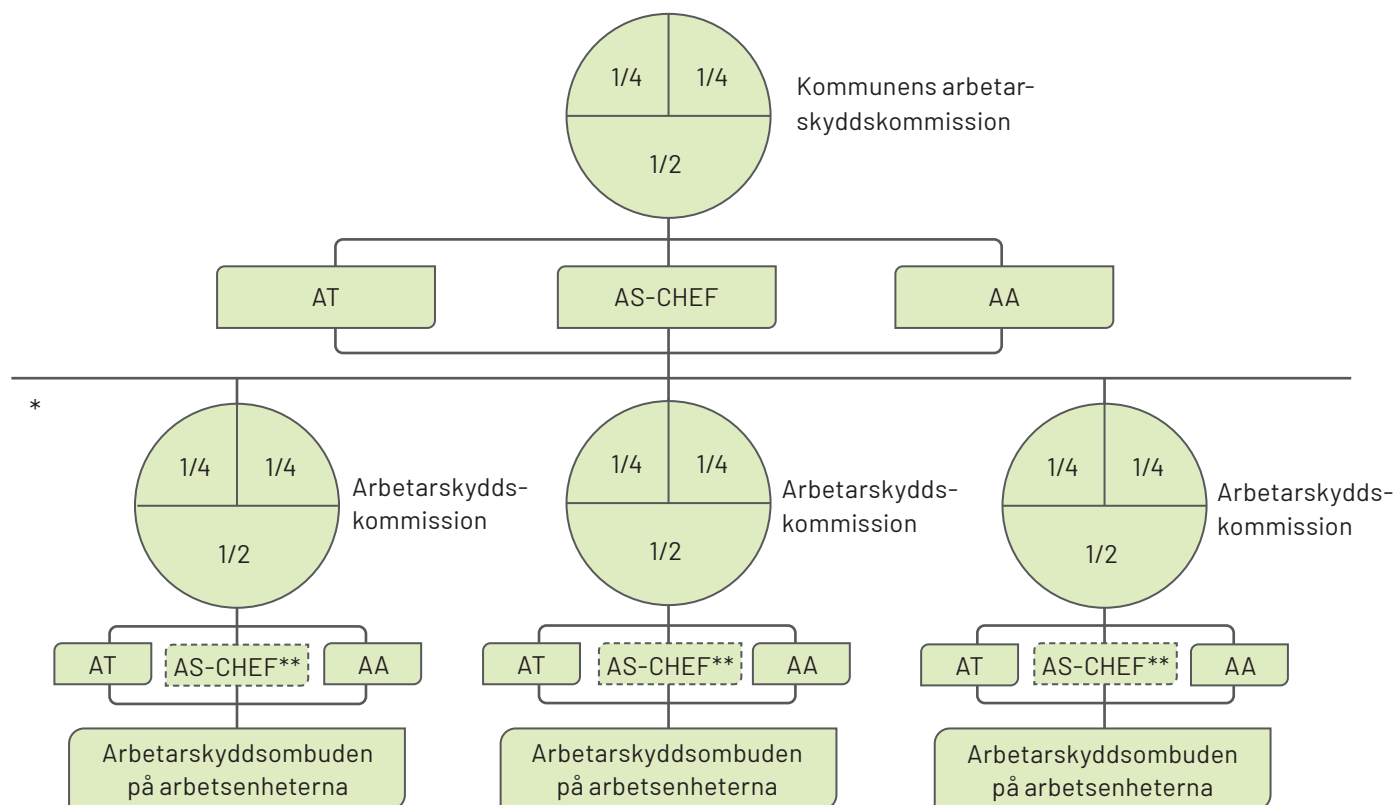 1/4
1/4
1/2
Kommunens arbetar-
skyddskommission
AT
AS-CHEF
AA
*
1/4
1/4
1/2
Arbetarskydds-
kommission
1/4
1/4
1/2
Arbetarskydds-
kommission
1/4
1/4
1/2
Arbetarskydds-
kommission
AT
AS-CHEF**
AA
AT
AS-CHEF**
AA
AT
AS-CHEF**
AA
Arbetarskyddsombuden
på arbetsenheterna
Arbetarskyddsombuden
på arbetsenheterna
Arbetarskyddsombuden
på arbetsenheterna